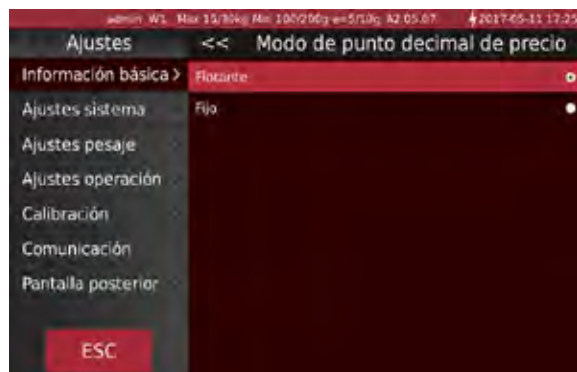 admin W1 Max 15/30kg Min 100/200g e=5/10g A2.05.07 2017-05-11 17:25
Ajustes
<< Modo de punto decimal de precio
Información básica >
Flotante
Ajustes sistema
Fijo
Ajustes pesaje
Ajustes operación
Calibración
Comunicación
Pantalla posterior
ESC